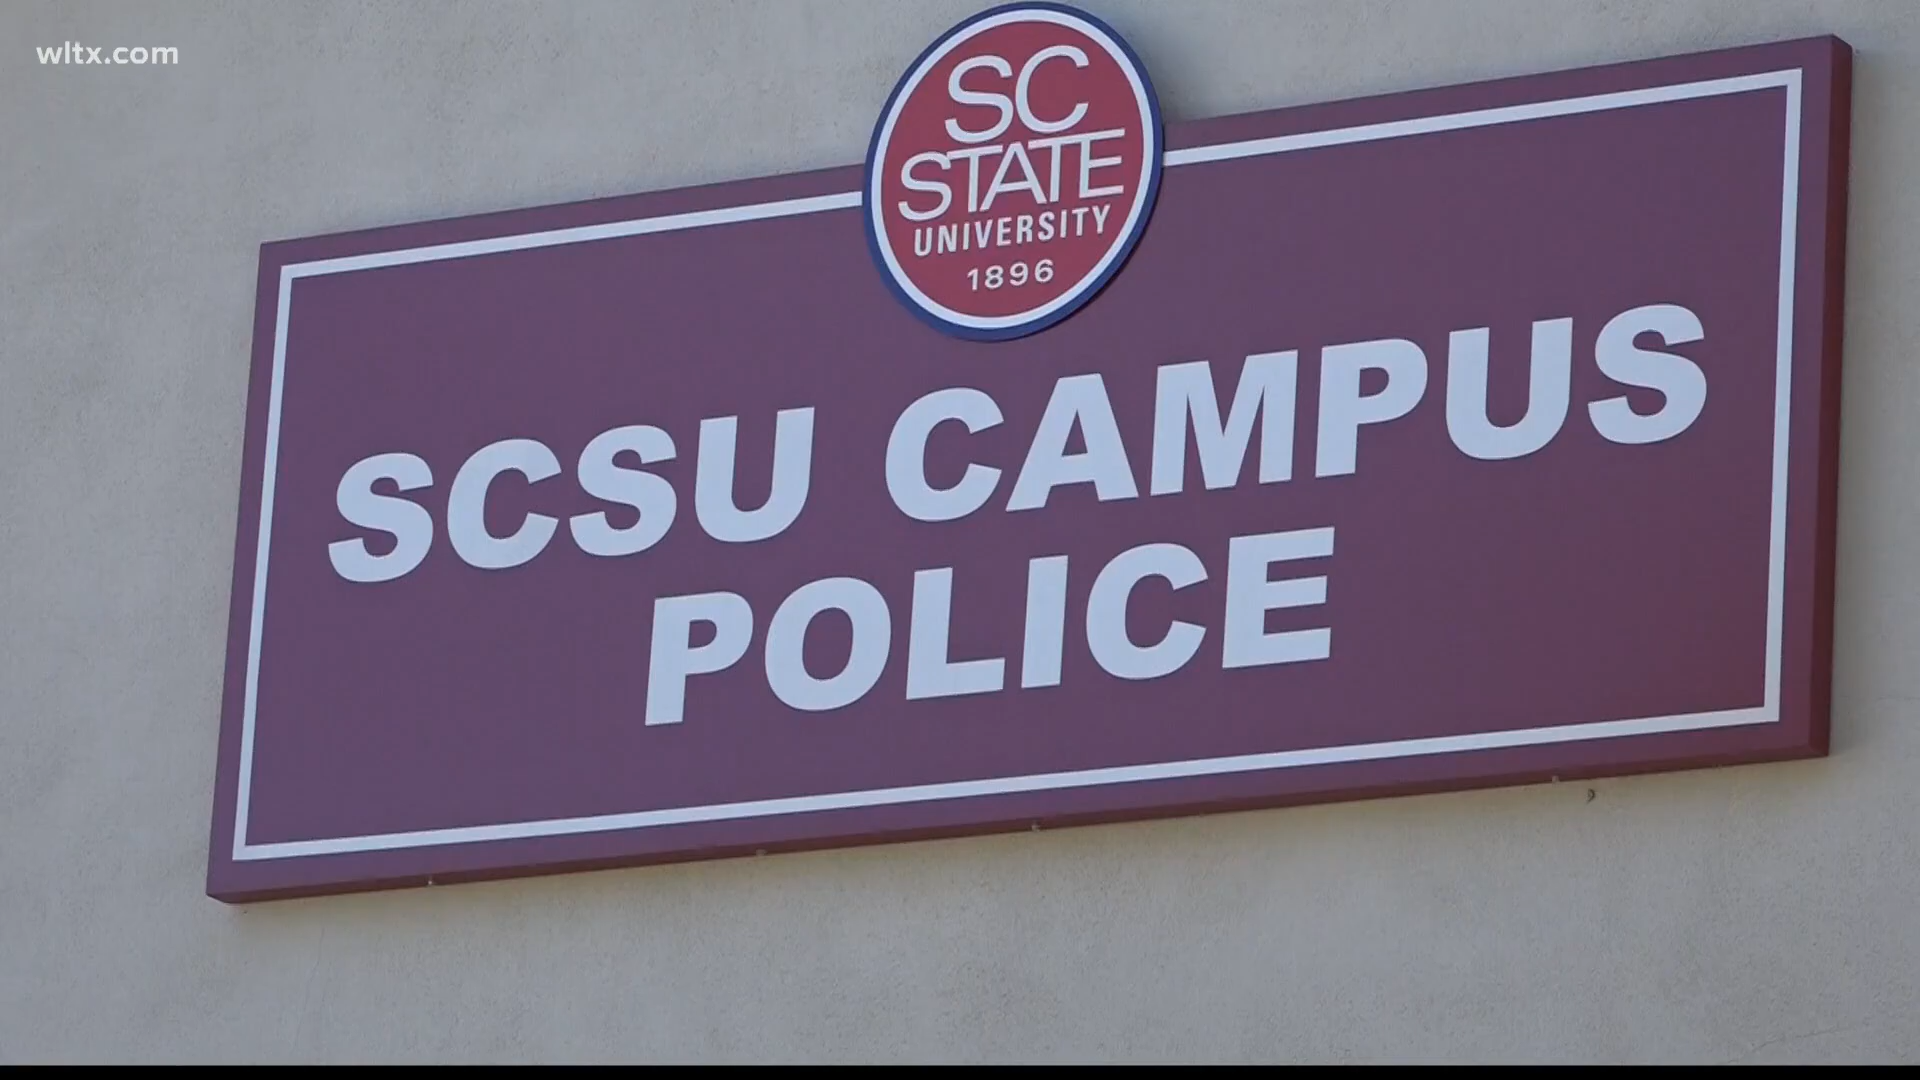 wltx.com
SC
STATE
UNIVERSITY
1896
SCSU CAMPUS
POLICE